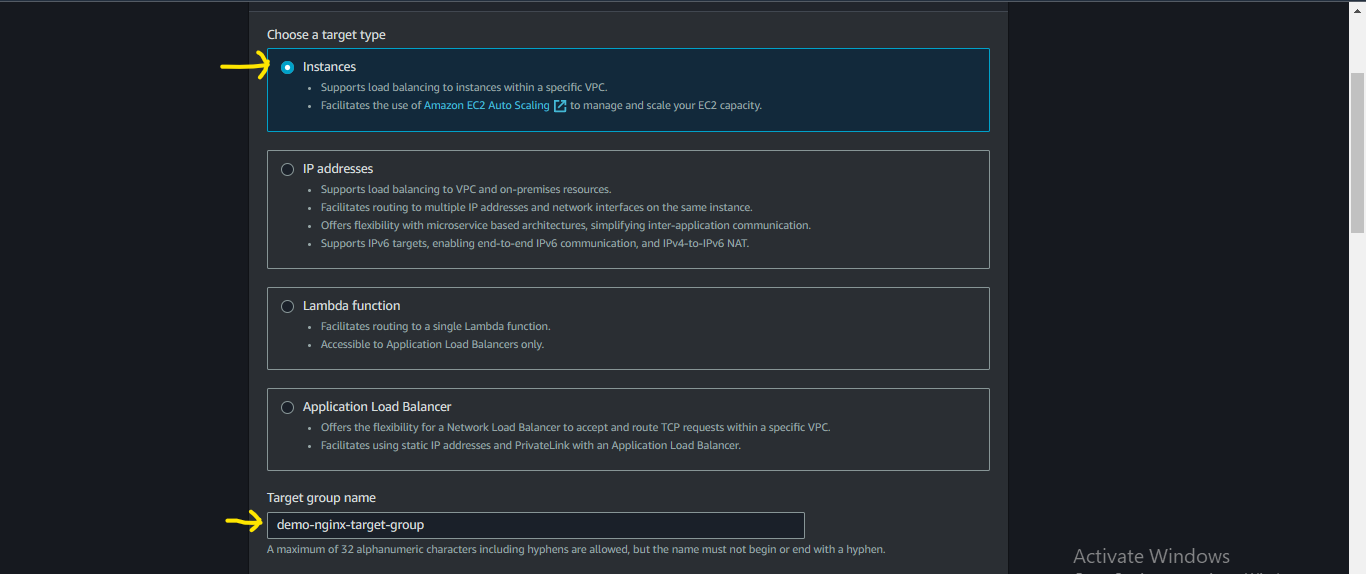 Choose a target type
Instances
Supports load balancing to instances within a specific VPC.
Facilitates the use of Amazon EC2 Auto Scaling to manage and scale your EC2 capacity.
IP addresses
Supports load balancing to VPC and on-premises resources.
Facilitates routing to multiple IP addresses and network interfaces on the same instance.
Offers flexibility with microservice based architectures, simplifying inter-application communication.
Supports IPv6 targets, enabling end-to-end IPv6 communication, and IPv4-to-IPv6 NAT.
Lambda function
Facilitates routing to a single Lambda function.
Accessible to Application Load Balancers only.
Application Load Balancer
Offers the flexibility for a Network Load Balancer to accept and route TCP requests within a specific VPC.
Facilitates using static IP addresses and PrivateLink with an Application Load Balancer.
Target group name
demo-nginx-target-group
A maximum of 32 alphanumeric characters including hyphens are allowed, but the name must not begin or end with a hyphen.
Activate Windows